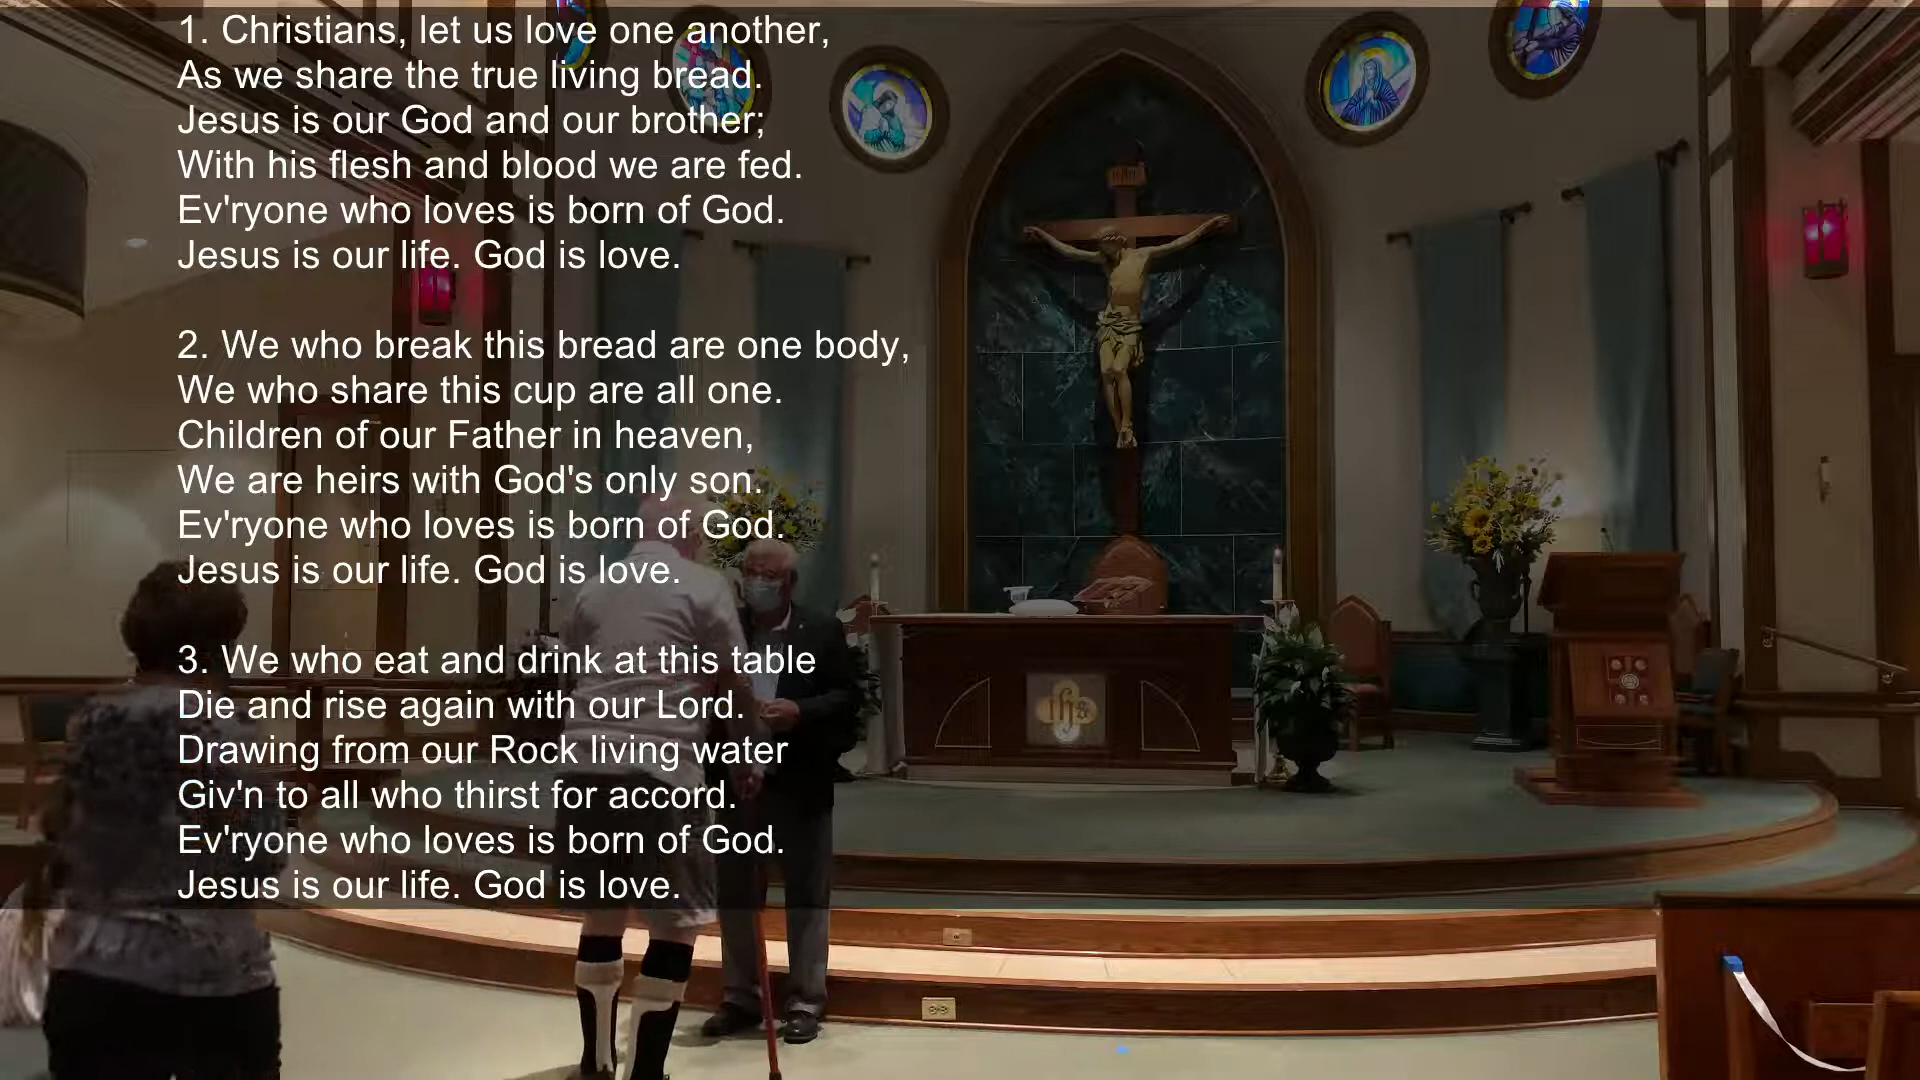 1. Christians, let us love one another,
As we share the true living bread.
Jesus is our God and our brother;
With his flesh and blood we are fed.
Ev'ryone who loves is born of God.
Jesus is our life. God is love.
2. We who break this bread are one body,
We who share this cup are all one.
Children of our Father in heaven,
We are heirs with God's only son.
Ev'ryone who loves is born of God.
Jesus is our life. God is love.
3. We who eat and drink at this table
Die and rise again with our Lord.
Drawing from our Rock living water
Giv'n to all who thirst for accord.
Ev'ryone who loves is born of God.
Jesus is our life. God is love.
ihs